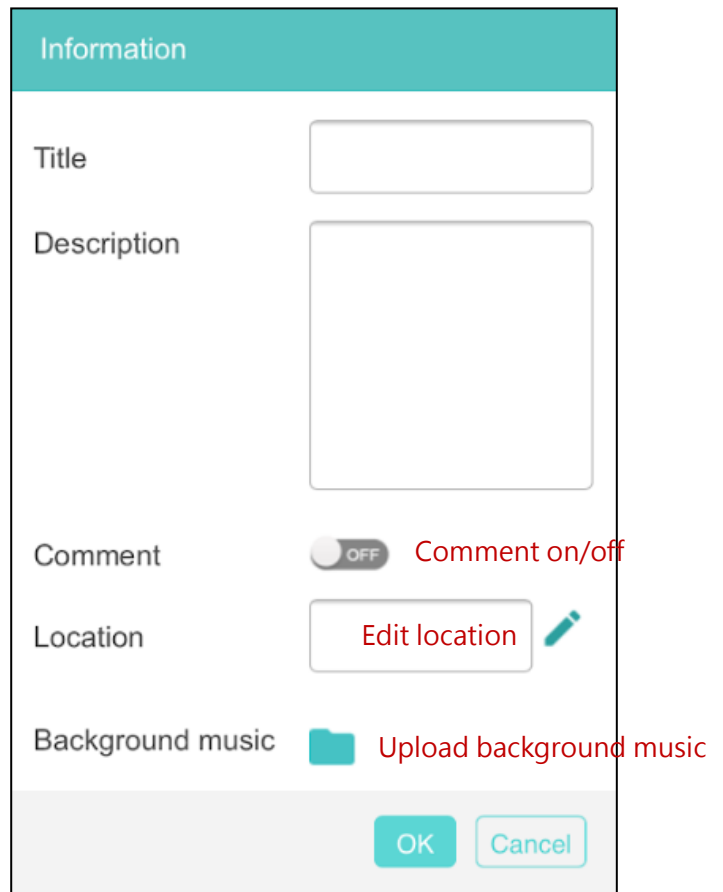 Information
Title
Description
Comment OFF Comment on/off
Location Edit location
Background music Upload background music
OK Cancel